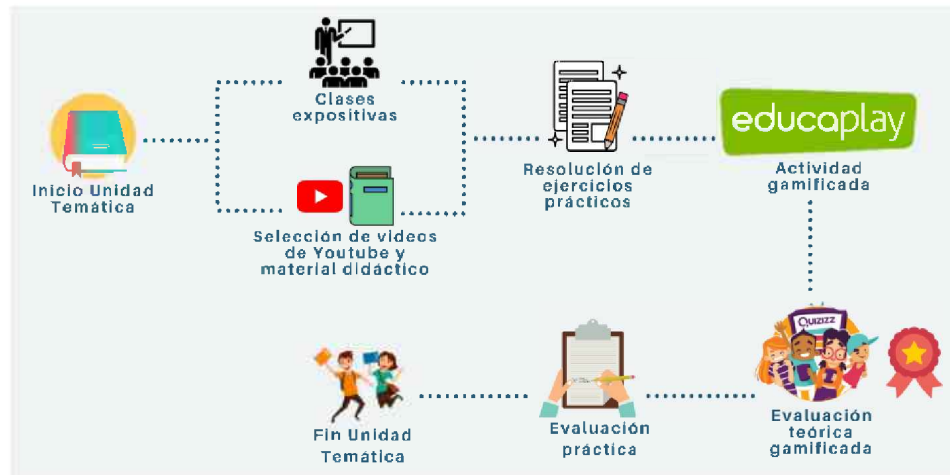 Inicio Unidad
Temática
Clases
expositivas
Selección de videos
de Youtube y
material didáctico
Resolución de
ejercicios
prácticos
educaplay
Actividad
gamificada
Quizizz
Evaluación
teórica
gamificada
Evaluación
práctica
Fin Unidad
Temática